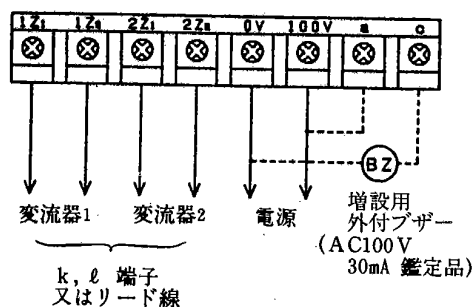 1Z₁ 1Z₂ 2Z₁ 2Z₂ 0V 100V a c
BZ
変流器1 変流器2 電源 増設用
外付ブザー
(AC100V
30mA 鑑定品)
k, ℓ 端子
又はリード線